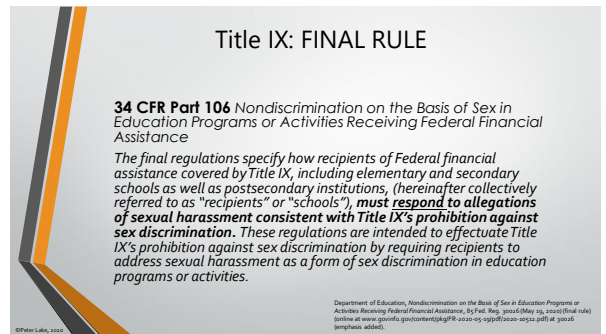 Title IX: FINAL RULE
34 CFR Part 106 Nondiscrimination on the Basis of Sex in
Education Programs or Activities Receiving Federal Financial
Assistance
The final regulations specify how recipients of Federal financial
assistance covered by Title IX, including elementary and secondary
schools as well as postsecondary institutions, (hereinafter collectively
referred to as “recipients” or “schools”), must respond to allegations
of sexual harassment consistent with Title IX’s prohibition against
sex discrimination. These regulations are intended to effectuate Title
IX’s prohibition against sex discrimination by requiring recipients to
address sexual harassment as a form of sex discrimination in education
programs or activities.
Department of Education, Nondiscrimination on the Basis of Sex in Education Programs or
Activities Receiving Federal Financial Assistance, 85 Fed. Reg. 30026 (May 19, 2020) (final rule)
(online at www.govinfo.gov/content/pkg/FR-2020-05-19/pdf/2020-10512.pdf) at 30026
(emphasis added).
©Peter Lake, 2020